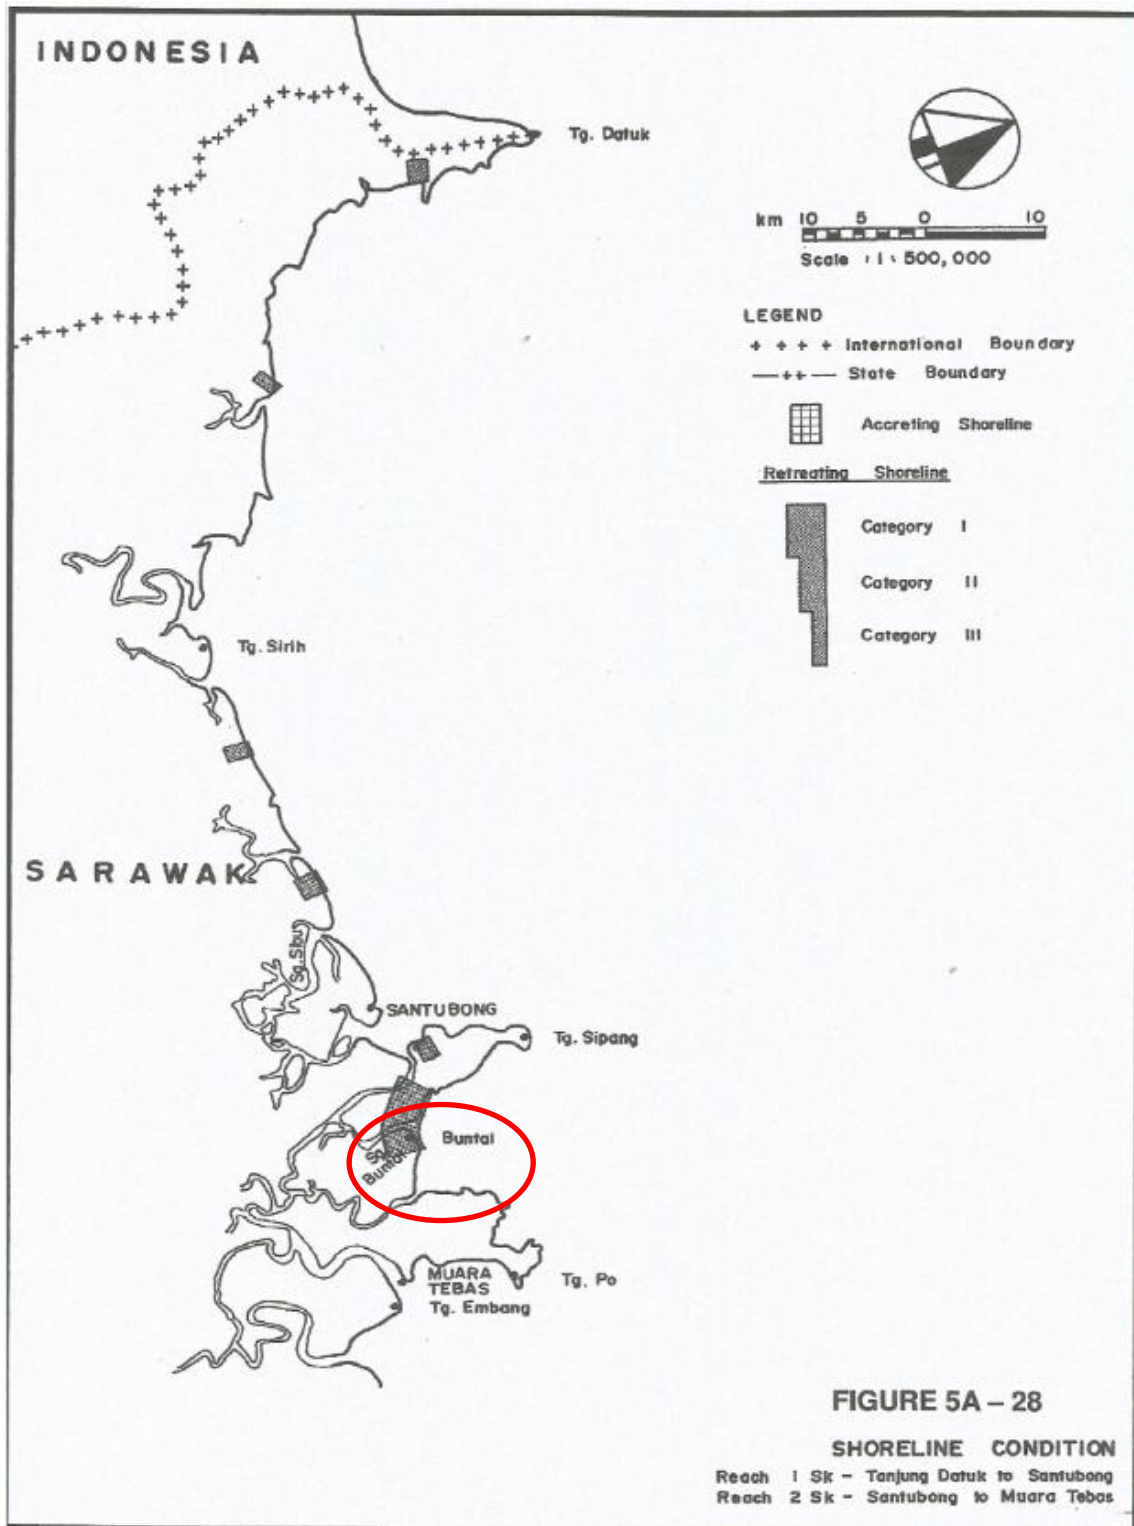 INDONESIA
Tg. Datuk
km 10 5 0 10
Scale 1: 500,000
LEGEND
International Boundary
State Boundary
Accreting Shoreline
Retreating Shoreline
Category I
Category II
Category III
Tg. Sirih
SARAWAK
Sg. Sibu
SANTUBONG
Tg. Sipang
Buntal
Sg.
Buntal
MUARA
TEBAS
Tg. Po
Tg. Embang
FIGURE 5A – 28
SHORELINE CONDITION
Reach 1 Sk - Tanjung Datuk to Santubong
Reach 2 Sk - Santubong to Muara Tebas